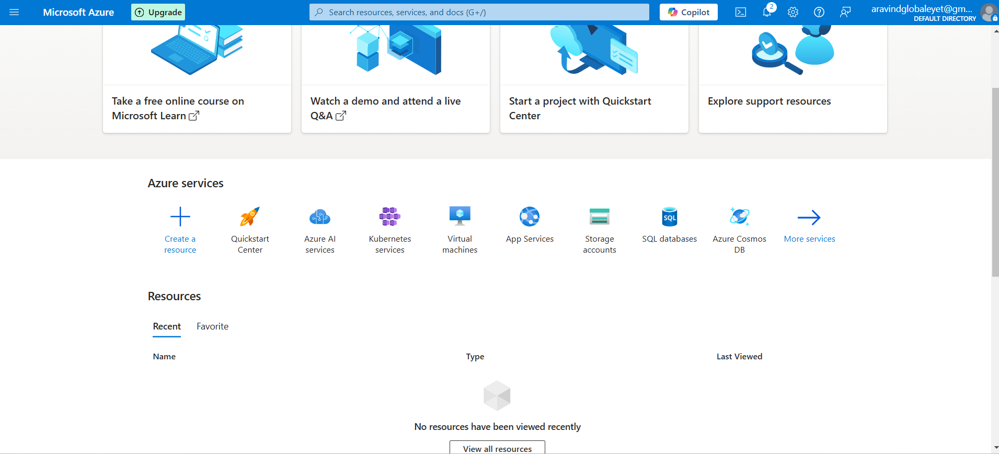 Microsoft Azure
Upgrade
Search resources, services, and docs (G+/)
Copilot
2
aravindglobaleyet@gm...
DEFAULT DIRECTORY
Take a free online course on
Microsoft Learn
Watch a demo and attend a live
Q&A
Start a project with Quickstart
Center
Explore support resources
Azure services
Create a
resource
Quickstart
Center
Azure AI
services
Kubernetes
services
Virtual
machines
App Services
Storage
accounts
SQL
SQL databases
Azure Cosmos
DB
More services
Resources
Recent
Favorite
Name
Type
Last Viewed
No resources have been viewed recently
View all resources